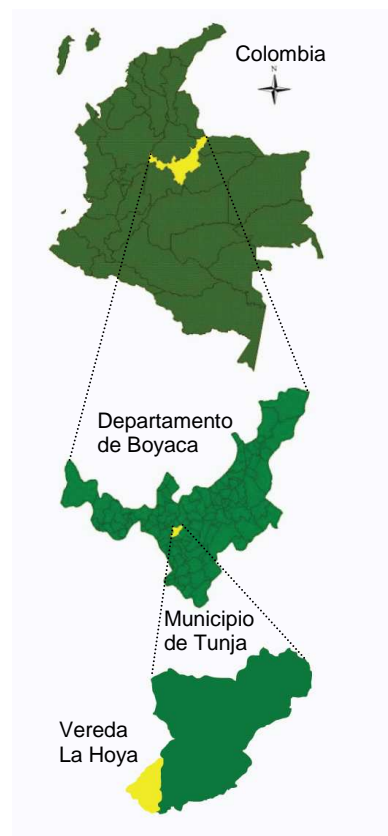 Colombia
N
Departamento
de Boyaca
Municipio
de Tunja
Vereda
La Hoya